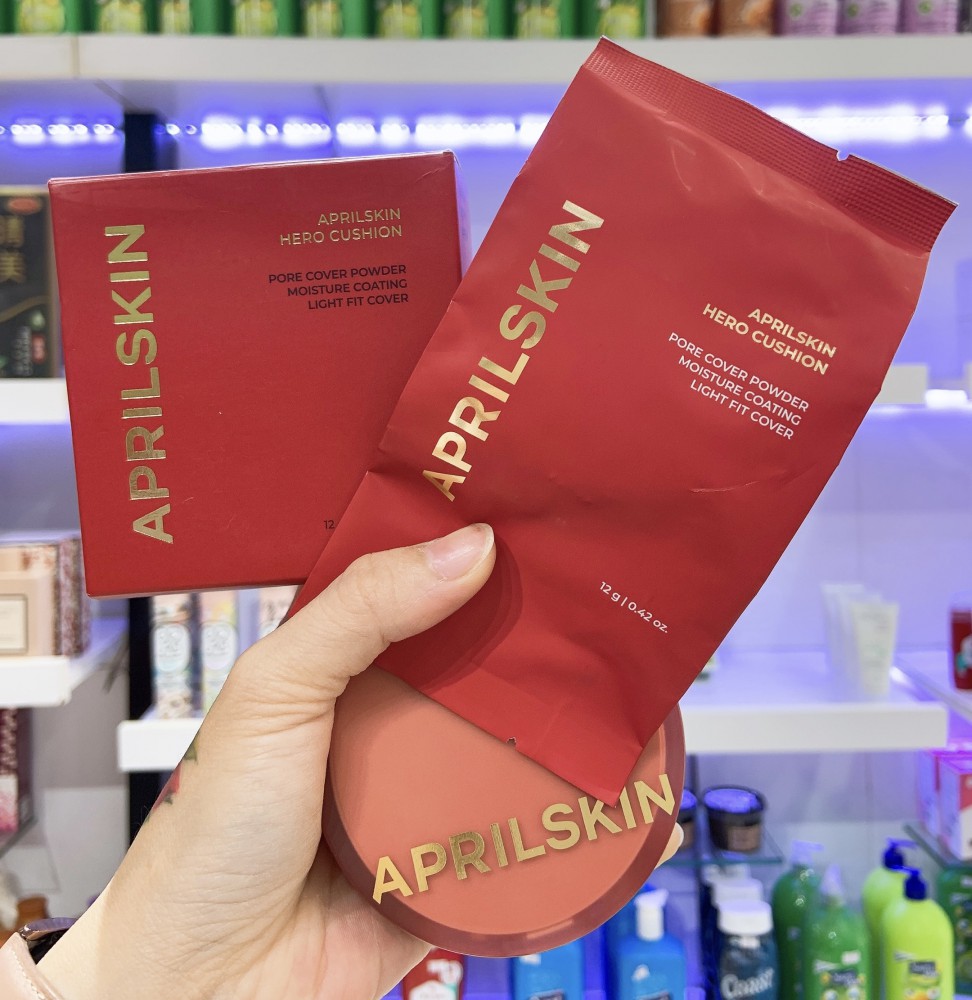 APRILSKIN
APRILSKIN
HERO CUSHION
PORE COVER POWDER
MOISTURE COATING
LIGHT FIT COVER
12
APRILSKIN
APRILSKIN
HERO CUSHION
PORE COVER POWDER
MOISTURE COATING
LIGHT FIT COVER
12 g | 0.42 oz.
APRILSKIN